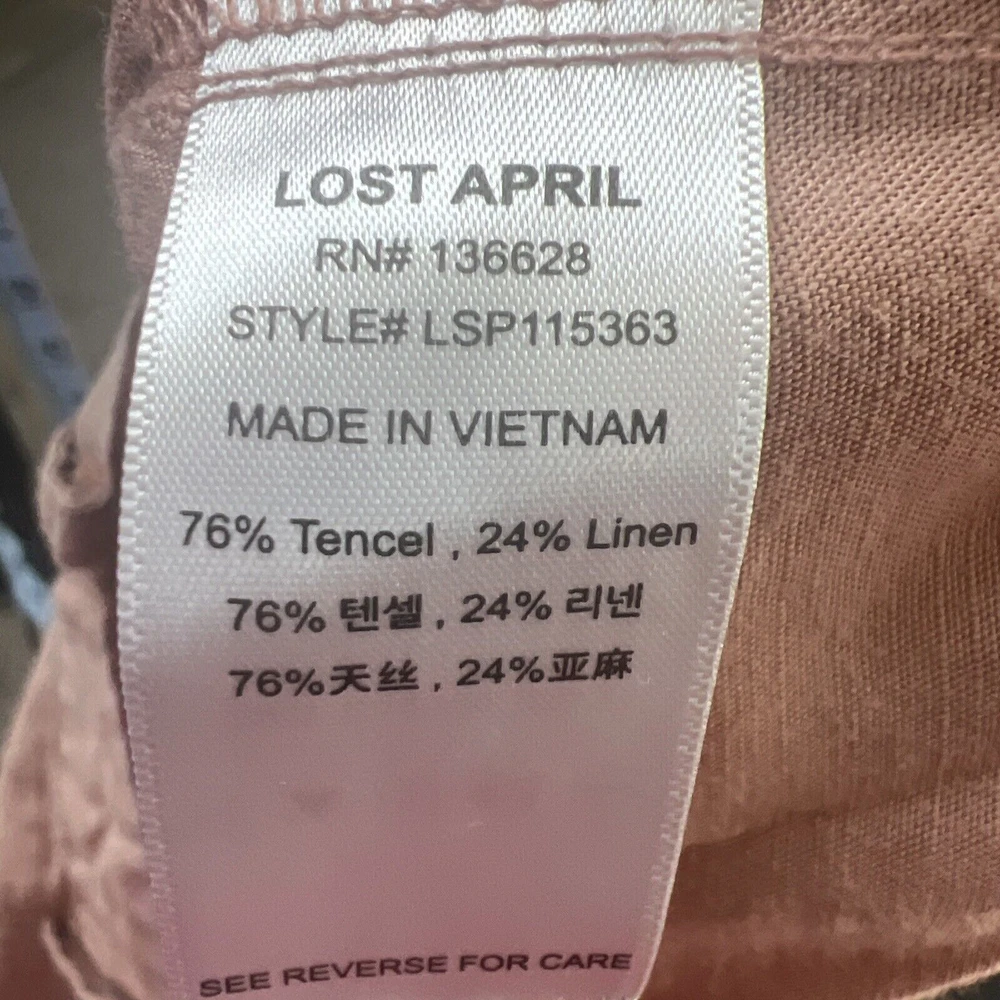 LOST APRIL
RN# 136628
STYLE# LSP115363
MADE IN VIETNAM
76% Tencel , 24% Linen
76% 텐셀 , 24% 리넨
76%天丝 , 24%亚麻
SEE REVERSE FOR CARE